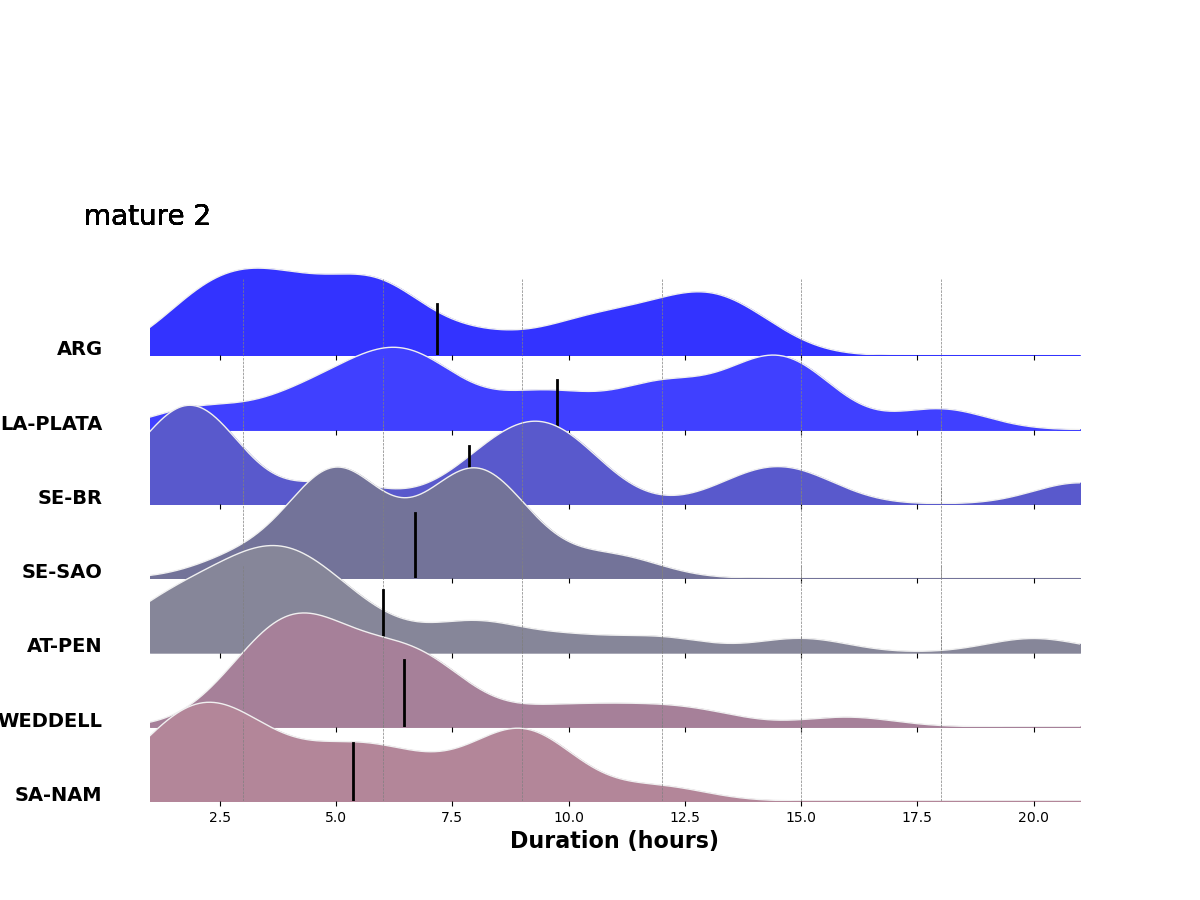 mature 2
ARG
LA-PLATA
SE-BR
SE-SAO
AT-PEN
WEDDELL
SA-NAM
2.5 5.0 7.5 10.0 12.5 15.0 17.5 20.0
Duration (hours)